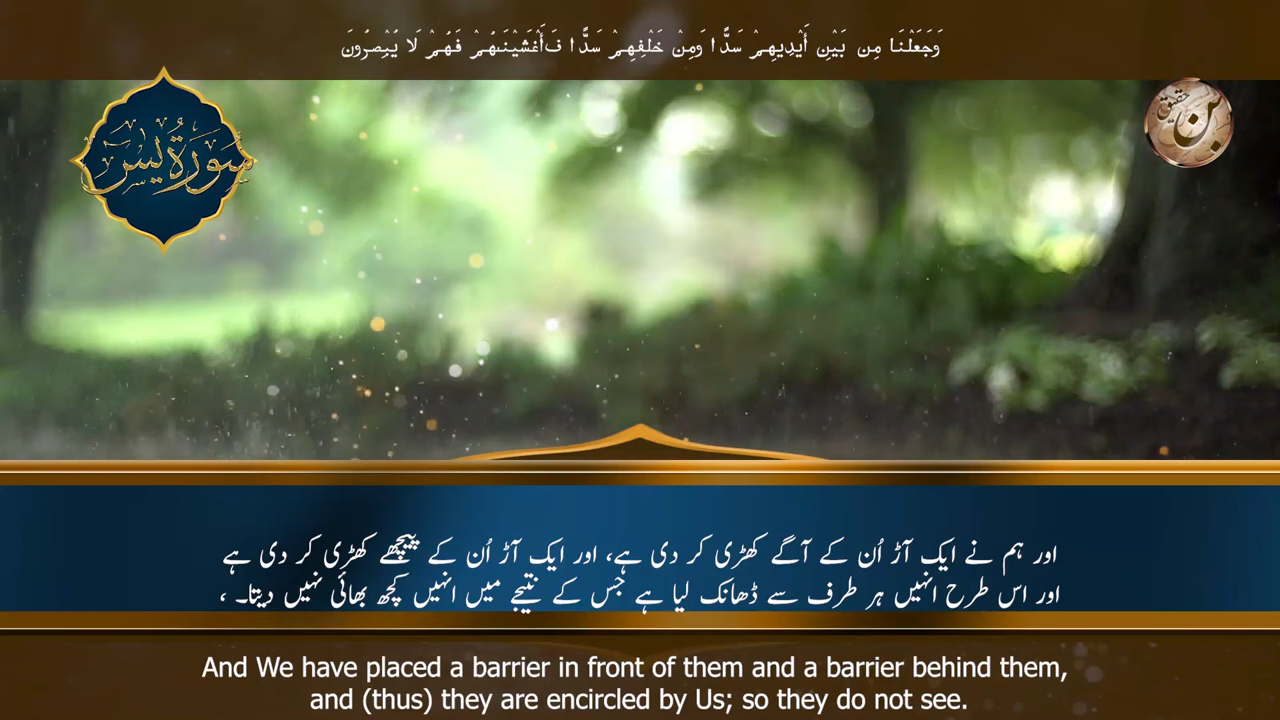 وَجَعَلْنَا مِن بَيْنِ أَيْدِيهِمْ سَدًّا وَمِنْ خَلْفِهِمْ سَدًّا فَأَغْشَيْنَٰهُمْ فَهُمْ لَا يُبْصِرُونَ
سُورَةُ يس
بن حقیق
اور ہم نے ایک آڑ اُن کے آگے کھڑی کر دی ہے، اور ایک آڑ اُن کے پیچھے کھڑی کر دی ہے
اور اس طرح انہیں ہر طرف سے ڈھانک لیا ہے جس کے نتیجے میں انہیں کچھ بھائی نہیں دیتا۔ ،
And We have placed a barrier in front of them and a barrier behind them,
and (thus) they are encircled by Us; so they do not see.